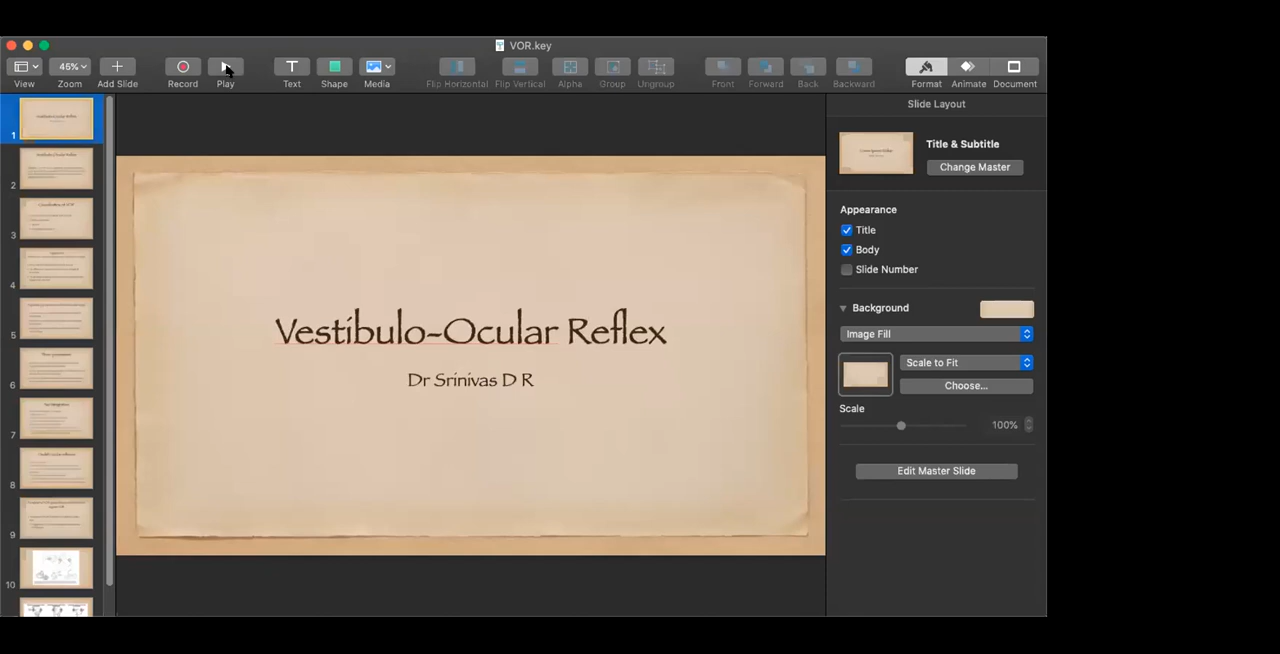 VOR.key
View
46%
Zoom
Add Slide
Record
Play
Text
Shape
Media
Flip Horizontal
Flip Vertical
Alpha
Group
Ungroup
Front
Forward
Back
Backward
Format
Animate
Document
Slide Layout
Title & Subtitle
Change Master
Appearance
Title
Body
Slide Number
Background
Image Fill
Scale to Fit
Choose...
Scale
100%
Edit Master Slide
1
2
3
4
5
6
7
8
9
10
Vestibulo-Ocular Reflex
Dr Srinivas D R